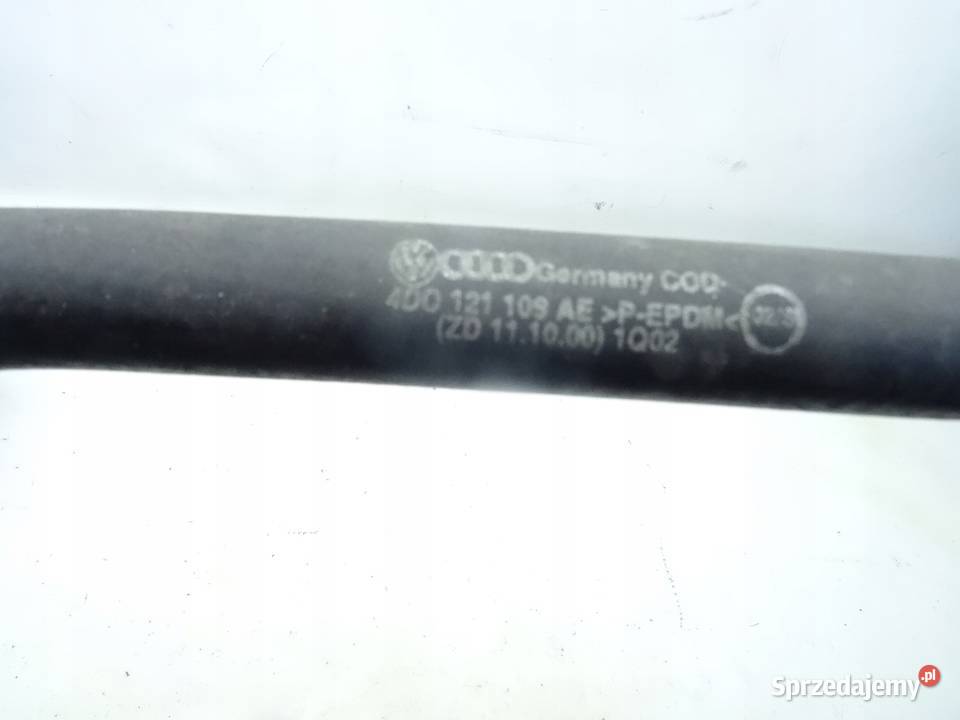 Germany COD-
4D0 121 109 AE >P-EPDM<
(ZD 11.10.00) 1Q02
Sprzedajemy.pl